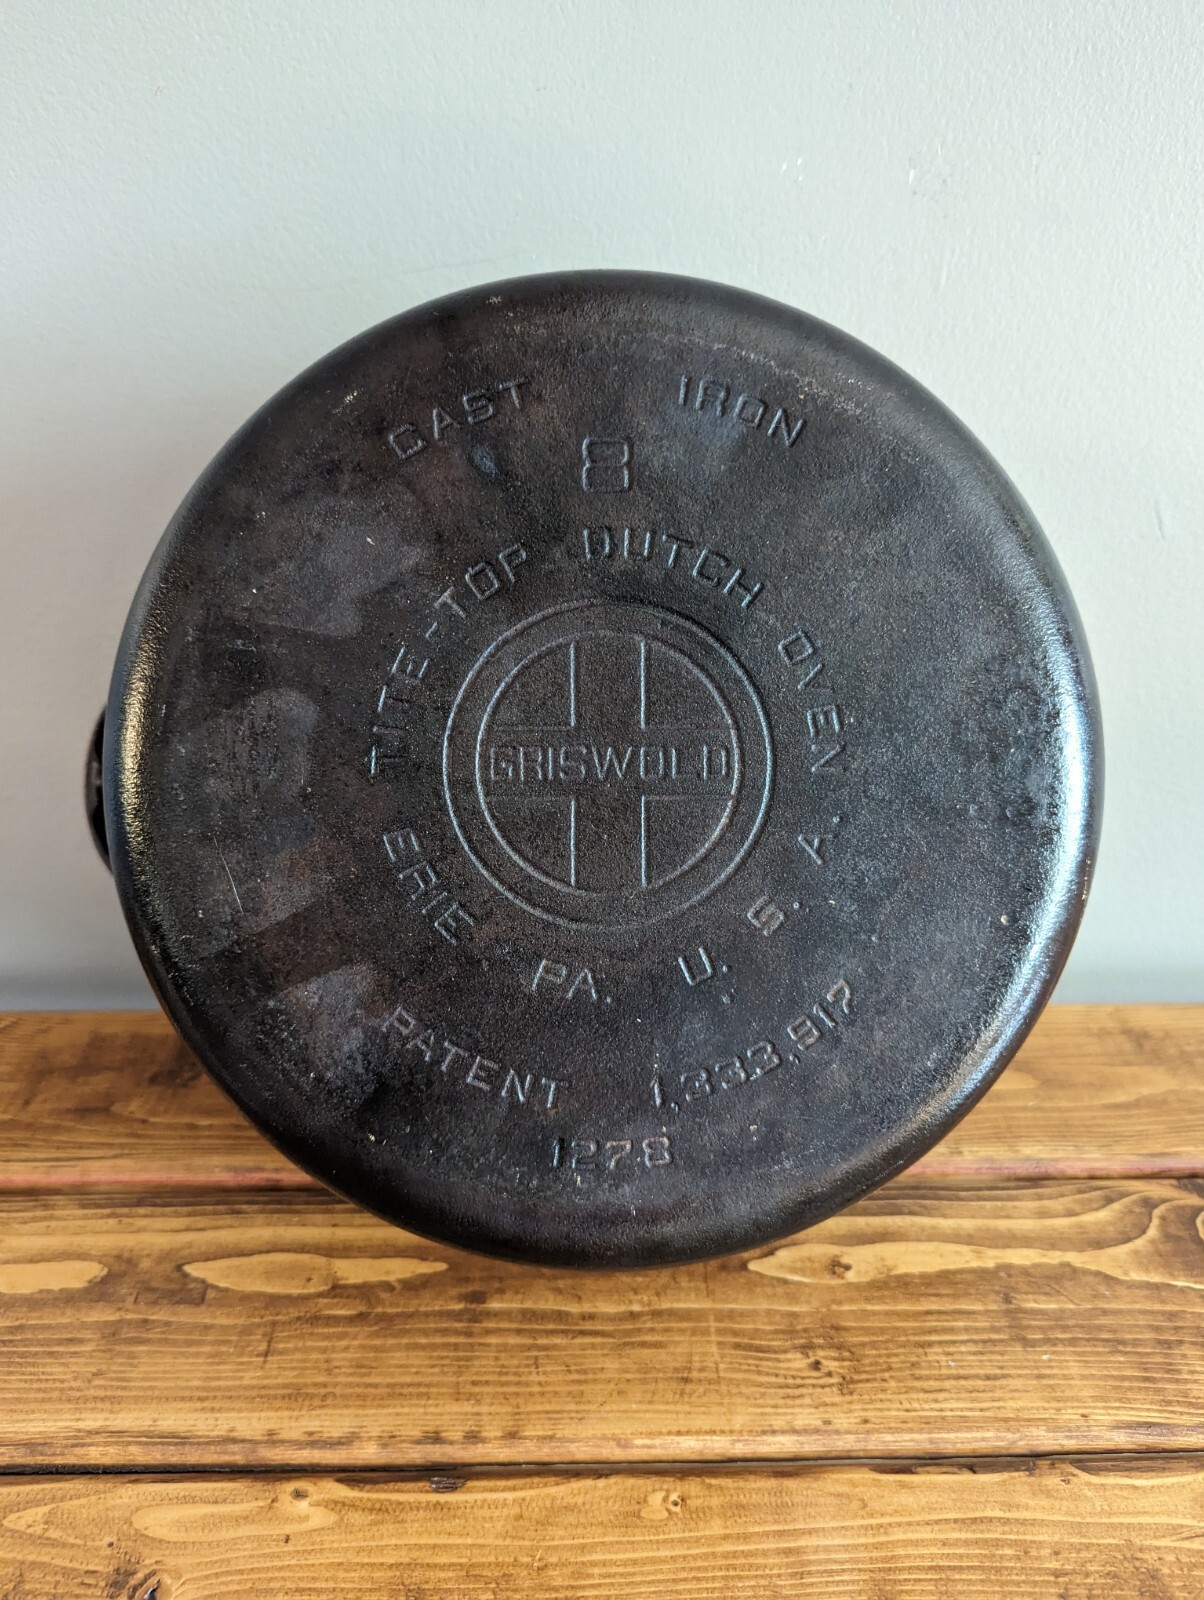 CAST IRON
8
TITE-TOP DUTCH OVEN
GRISWOLD
ERIE PA. U. S. A.
PATENT 1,333,917
1278